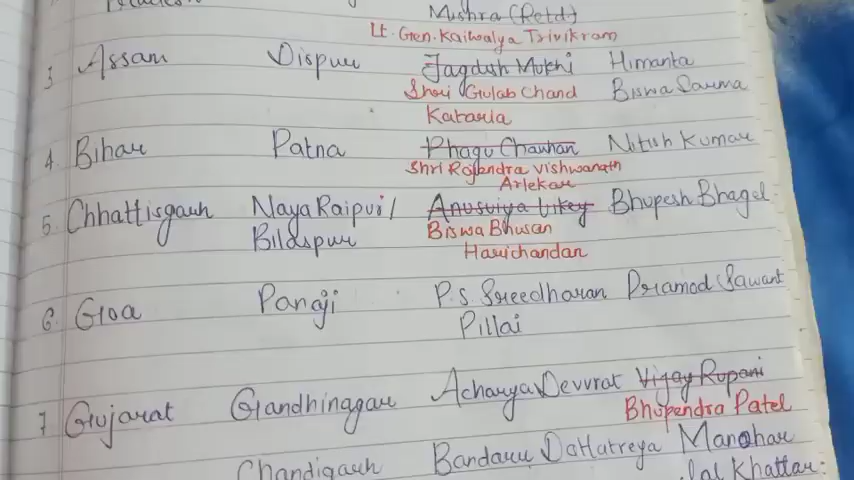 Mishra (Retd)
Lt. Gen. Kaiwalya Trivikram
3 Assam Dispur Jagdish Mukhi Himanta
Shri Gulab Chand Biswa Sarma
Kataria
4. Bihar Patna Phagu Chauhan Nitish Kumar
Shri Rajendra Vishwanath
Arlekar
5. Chhattisgarh Naya Raipur/ Anusuiya Uikey Bhupesh Bhagel
Bilaspur Biswa Bhusan
Harichandan
6. Goa Panaji P.S. Sreedharan Pramod Sawant
Pillai
7 Gujarat Gandhinagar Acharya Devvrat Vijay Rupani
Bhupendra Patel
Chandigarh Bandaru Dattatreya Manohar
Lal Khattar